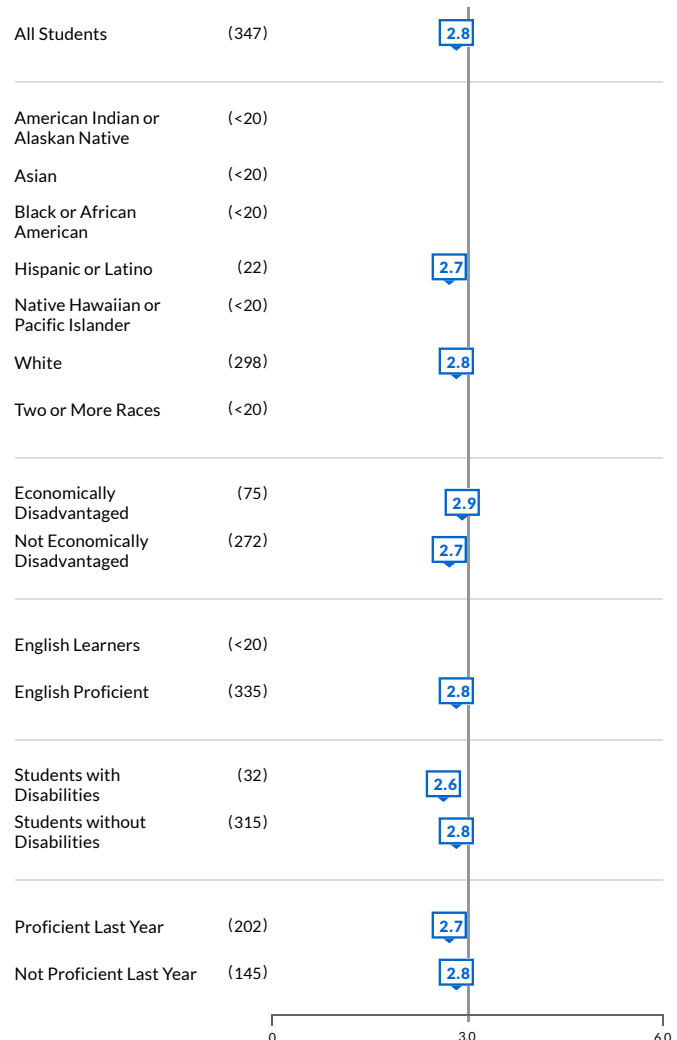 All Students (347) 2.8
American Indian or (<20)
Alaskan Native
Asian (<20)
Black or African (<20)
American
Hispanic or Latino (22) 2.7
Native Hawaiian or (<20)
Pacific Islander
White (298) 2.8
Two or More Races (<20)
Economically (75) 2.9
Disadvantaged
Not Economically (272) 2.7
Disadvantaged
English Learners (<20)
English Proficient (335) 2.8
Students with (32) 2.6
Disabilities
Students without (315) 2.8
Disabilities
Proficient Last Year (202) 2.7
Not Proficient Last Year (145) 2.8
0 3.0 6.0